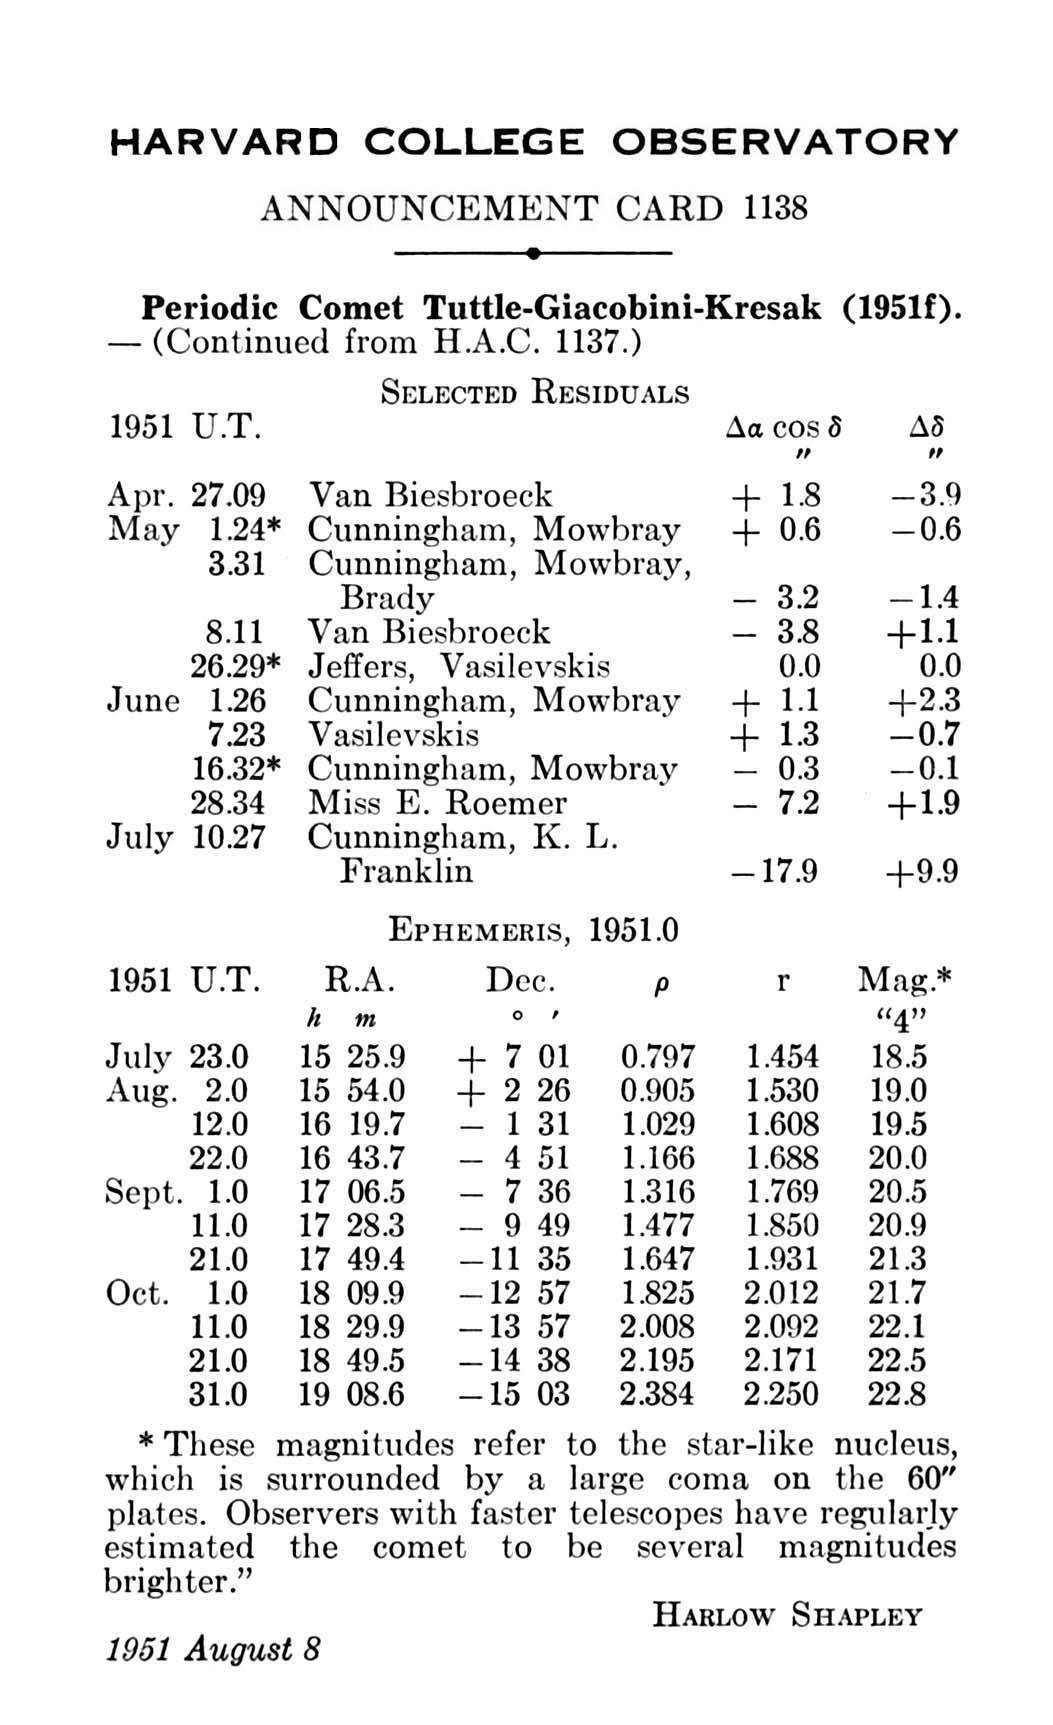 HARVARD COLLEGE OBSERVATORY
ANNOUNCEMENT CARD 1138
Periodic Comet Tuttle-Giacobini-Kresak (1951f).
— (Continued from H.A.C. 1137.)
SELECTED RESIDUALS
1951 U.T. Δα cos δ Δδ
″ ″
Apr. 27.09 Van Biesbroeck + 1.8 −3.9
May 1.24* Cunningham, Mowbray + 0.6 −0.6
3.31 Cunningham, Mowbray,
Brady − 3.2 −1.4
8.11 Van Biesbroeck − 3.8 +1.1
26.29* Jeffers, Vasilevskis 0.0 0.0
June 1.26 Cunningham, Mowbray + 1.1 +2.3
7.23 Vasilevskis + 1.3 −0.7
16.32* Cunningham, Mowbray − 0.3 −0.1
28.34 Miss E. Roemer − 7.2 +1.9
July 10.27 Cunningham, K. L.
Franklin −17.9 +9.9
EPHEMERIS, 1951.0
1951 U.T. R.A. Dec. ρ r Mag.*
h m ° ′ “4”
July 23.0 15 25.9 + 7 01 0.797 1.454 18.5
Aug. 2.0 15 54.0 + 2 26 0.905 1.530 19.0
12.0 16 19.7 − 1 31 1.029 1.608 19.5
22.0 16 43.7 − 4 51 1.166 1.688 20.0
Sept. 1.0 17 06.5 − 7 36 1.316 1.769 20.5
11.0 17 28.3 − 9 49 1.477 1.850 20.9
21.0 17 49.4 −11 35 1.647 1.931 21.3
Oct. 1.0 18 09.9 −12 57 1.825 2.012 21.7
11.0 18 29.9 −13 57 2.008 2.092 22.1
21.0 18 49.5 −14 38 2.195 2.171 22.5
31.0 19 08.6 −15 03 2.384 2.250 22.8
* These magnitudes refer to the star-like nucleus,
which is surrounded by a large coma on the 60″
plates. Observers with faster telescopes have regularly
estimated the comet to be several magnitudes
brighter.”
HARLOW SHAPLEY
1951 August 8